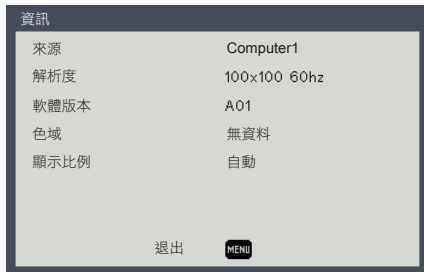 資訊
來源 Computer1
解析度 100x100 60hz
軟體版本 A01
色域 無資料
顯示比例 自動
退出 MENU